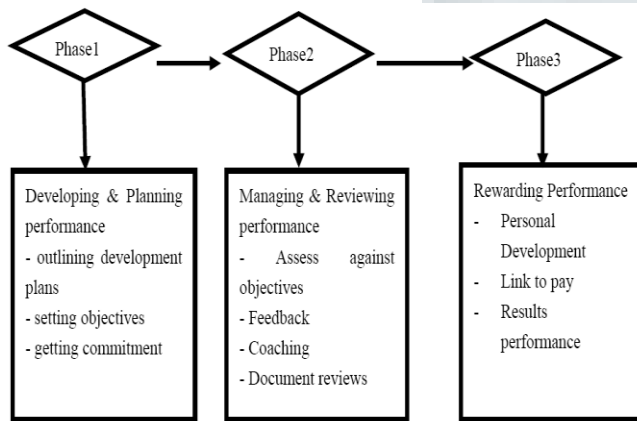 Phase1
Phase2
Phase3
Developing & Planning
performance
- outlining development
plans
- setting objectives
- getting commitment
Managing & Reviewing
performance
- Assess against
objectives
- Feedback
- Coaching
- Document reviews
Rewarding Performance
- Personal
Development
- Link to pay
- Results
performance